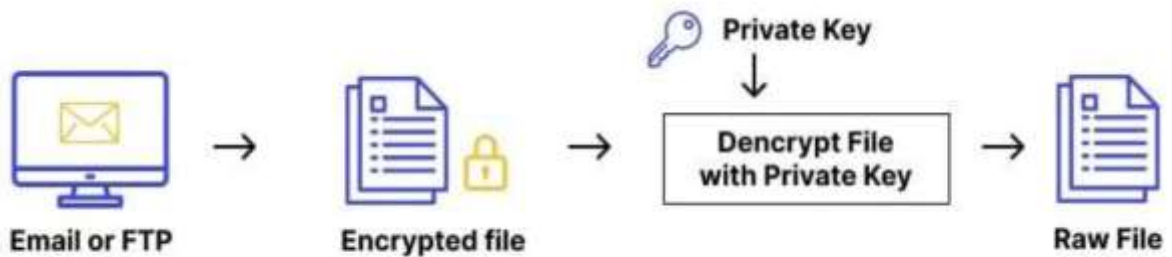 Private Key
Dencrypt File
with Private Key
Email or FTP
Encrypted file
Raw File